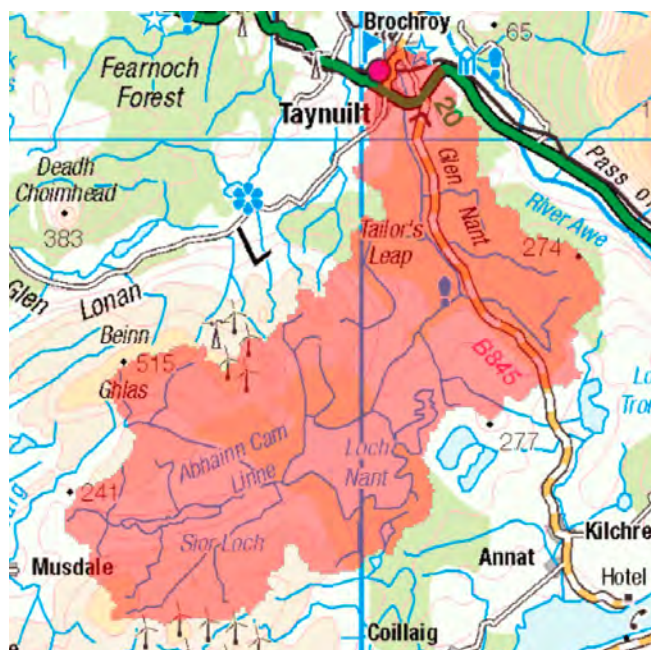 Brochroy
65
Fearnoch
Forest
Taynuilt
20
Pass of
Deadh
Choimhead
383
Glen
Nant
River Awe
Tailor's
Leap
274
Glen
Lonan
Beinn
515
Ghlas
B845
277
Abhainn Cam
Linne
Loch
Nant
241
Sior Loch
Musdale
Annat
Kilchre
Hotel
Coillaig